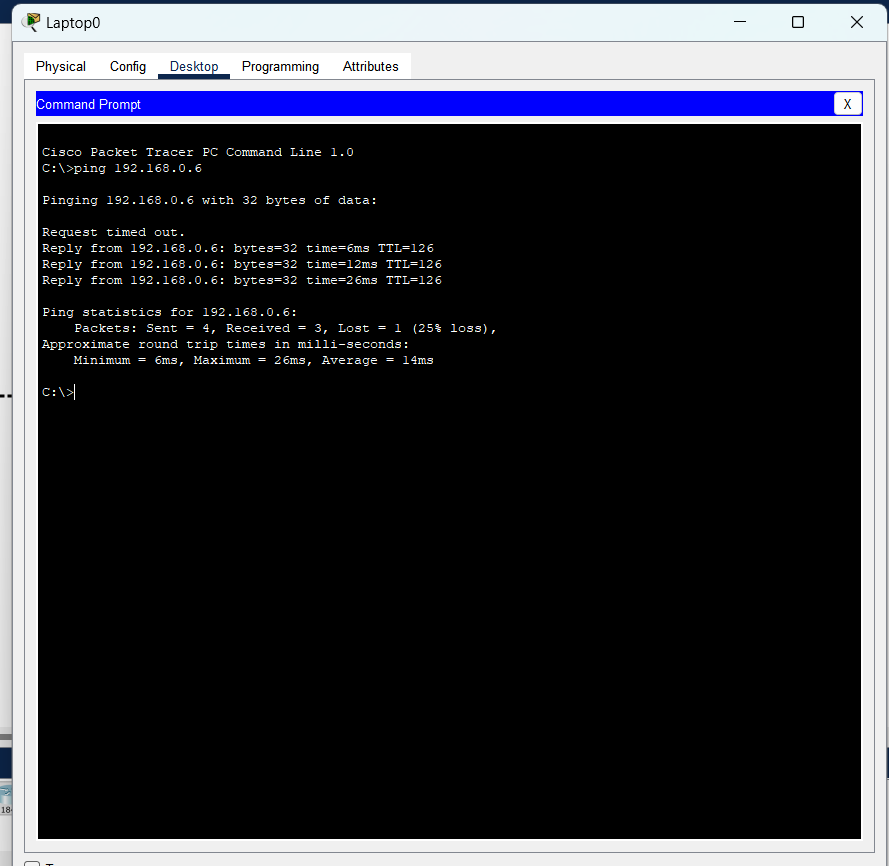 Laptop0
Physical Config Desktop Programming Attributes
Command Prompt X
Cisco Packet Tracer PC Command Line 1.0
C:\>ping 192.168.0.6
Pinging 192.168.0.6 with 32 bytes of data:
Request timed out.
Reply from 192.168.0.6: bytes=32 time=6ms TTL=126
Reply from 192.168.0.6: bytes=32 time=12ms TTL=126
Reply from 192.168.0.6: bytes=32 time=26ms TTL=126
Ping statistics for 192.168.0.6:
    Packets: Sent = 4, Received = 3, Lost = 1 (25% loss),
Approximate round trip times in milli-seconds:
    Minimum = 6ms, Maximum = 26ms, Average = 14ms
C:\>